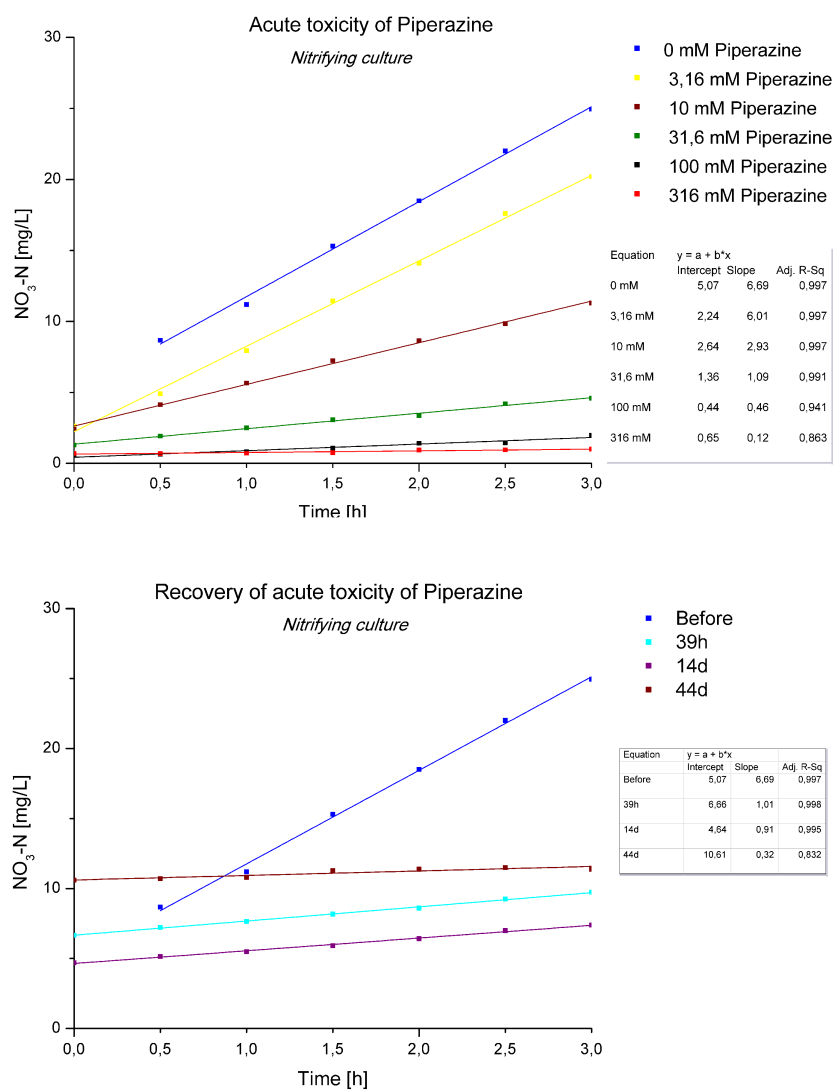 Acute toxicity of Piperazine
Nitrifying culture
30
20
10
0
NO3-N [mg/L]
0,0 0,5 1,0 1,5 2,0 2,5 3,0
Time [h]
0 mM Piperazine
3,16 mM Piperazine
10 mM Piperazine
31,6 mM Piperazine
100 mM Piperazine
316 mM Piperazine
Equation y = a + b*x
Intercept Slope Adj. R-Sq
0 mM 5,07 6,69 0,997
3,16 mM 2,24 6,01 0,997
10 mM 2,64 2,93 0,997
31,6 mM 1,36 1,09 0,991
100 mM 0,44 0,46 0,941
316 mM 0,65 0,12 0,863
Recovery of acute toxicity of Piperazine
Nitrifying culture
30
20
10
0
NO3-N [mg/L]
0,0 0,5 1,0 1,5 2,0 2,5 3,0
Time [h]
Before
39h
14d
44d
Equation y = a + b*x
Intercept Slope Adj. R-Sq
Before 5,07 6,69 0,997
39h 6,66 1,01 0,998
14d 4,64 0,91 0,995
44d 10,61 0,32 0,832